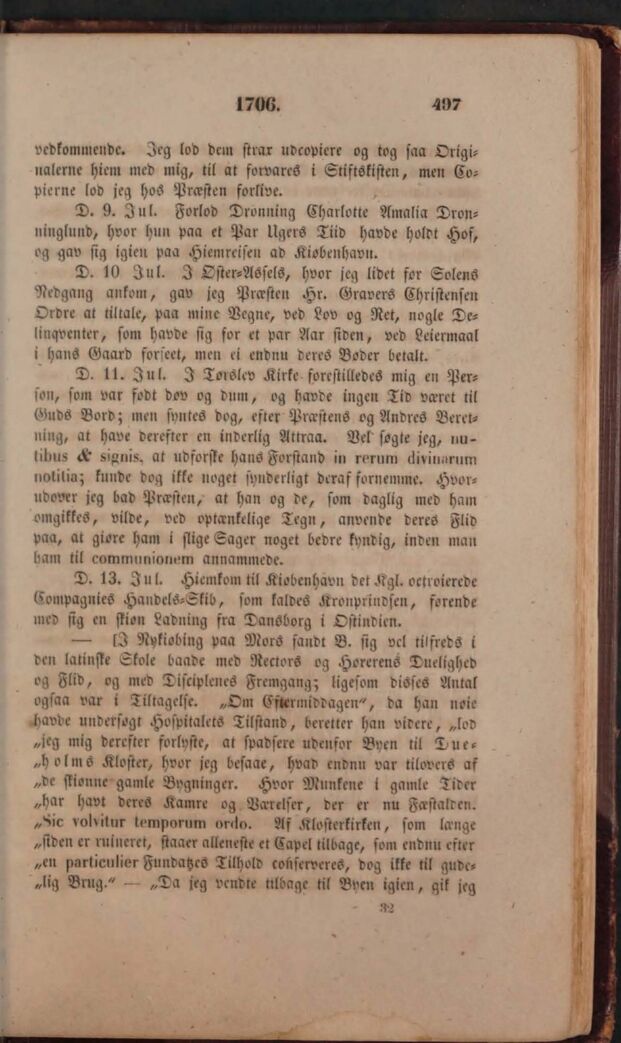 1706.
497
vedkommende. Jeg lod dem strax udcopiere og tog saa Origi-
nalerne hiem med mig, til at forvares i Stiftskisten, men Co-
pierne lod jeg hos Præsten forlive.
D. 9. Jul. Forlod Dronning Charlotte Amalia Dron-
ninglund, hvor hun paa et Par Ugers Tiid havde holdt Hof,
og gav sig igien paa Hiemreisen ad Kiøbenhavn.
D. 10 Jul. I Øster-Assels, hvor jeg lidet før Solens
Nedgang ankom, gav jeg Præsten Hr. Gravers Christensen
Ordre at tiltale, paa mine Vegne, ved Lov og Ret, nogle De-
linqventer, som havde sig for et par Aar siden, ved Leiermaal
i hans Gaard forseet, men ei endnu deres Bøder betalt.
D. 11. Jul. I Tørslev Kirke forestilledes mig en Per-
son, som var født døv og dum, og havde ingen Tid været til
Guds Bord; men syntes dog, efter Præstens og Andres Beret-
ning, at have derefter en inderlig Attraa. Vel søgte jeg, nu-
tibus & signis, at udforske hans Forstand in rerum divinarum
notitia; kunde dog ikke noget synderligt deraf fornemme. Hvor-
udover jeg bad Præsten, at han og de, som daglig med ham
omgikkes, vilde, ved optænkelige Tegn, anvende deres Flid
paa, at giøre ham i slige Sager noget bedre kyndig, inden man
ham til communionem annammede.
D. 13. Jul. Hiemkom til Kiøbenhavn det Kgl. octroierede
Compagnies Handels-Skib, som kaldes Kronprindsen, førende
med sig en skiøn Ladning fra Dansborg i Ostindien.
— [I Nykiøbing paa Mors fandt B. sig vel tilfreds i
den latinske Skole baade med Rectors og Hørerens Duelighed
og Flid, og med Disciplenes Fremgang; ligesom disses Antal
ogsaa var i Tiltagelse. „Om Eftermiddagen“, da han nøie
havde undersøgt Hospitalets Tilstand, beretter han videre, „lod
„jeg mig derefter forlyste, at spadsere udenfor Byen til Due-
„holms Kloster, hvor jeg besaae, hvad endnu var tilovers af
„de skiønne gamle Bygninger. Hvor Munkene i gamle Tider
„har havt deres Kamre og Værelser, der er nu Fæstalden.
„Sic volvitur temporum ordo. Af Klosterkirken, som længe
„siden er ruineret, staaer alleneste et Capel tilbage, som endnu efter
„en particulier Fundatzes Tilhold conserveres, dog ikke til gude-
„lig Brug.“ — „Da jeg vendte tilbage til Byen igien, gik jeg
32